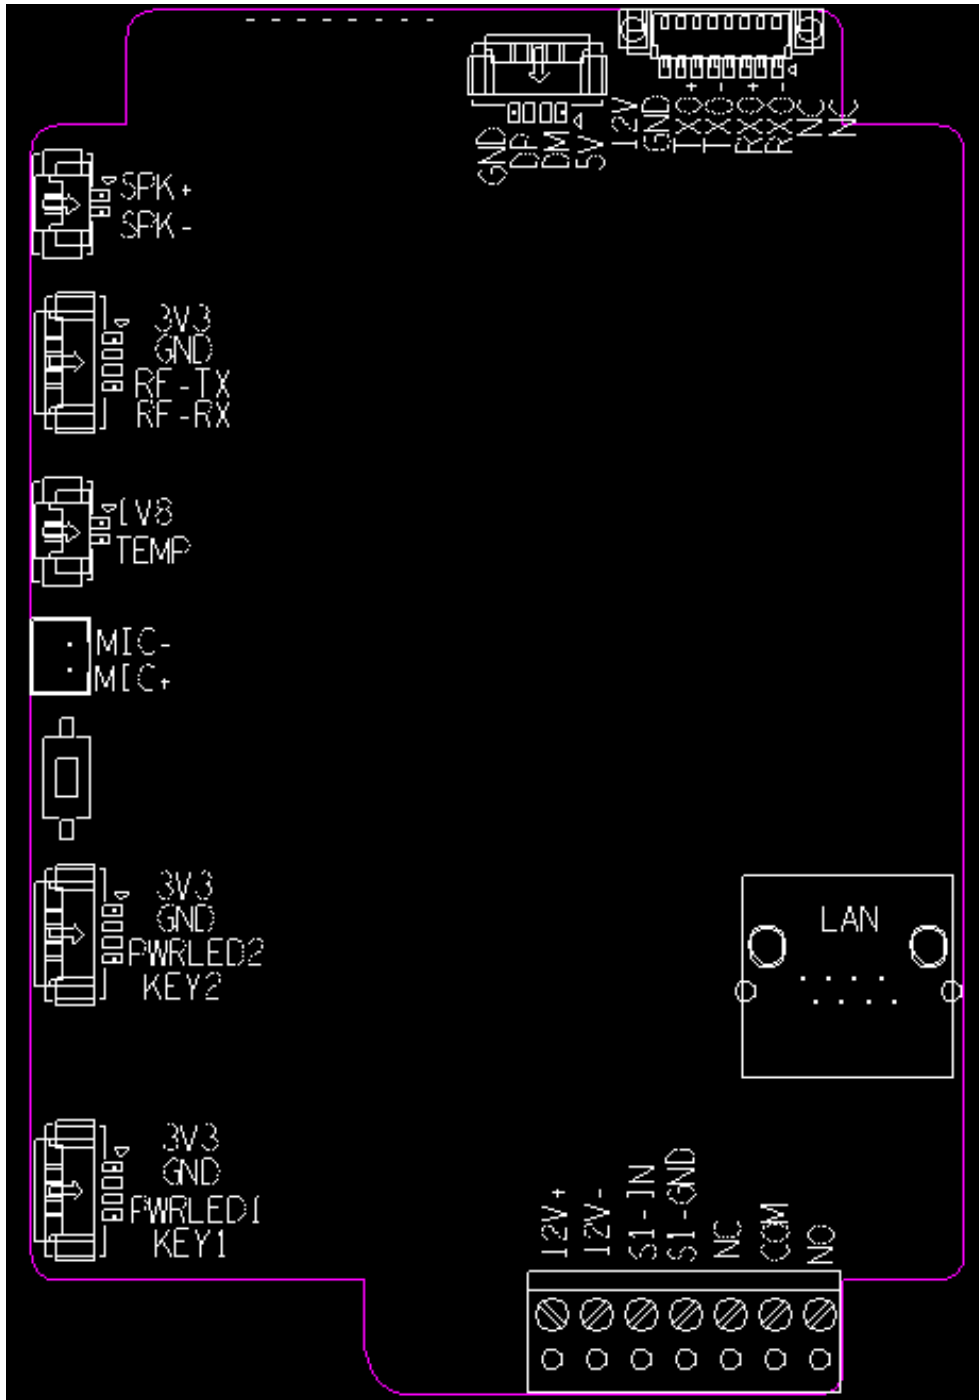 GND
DP
DM
5V
12V
GND
TXO+
TXO-
RXO+
RXO-
NC
NC
SPK+
SPK-
3V3
GND
RF-TX
RF-RX
1V8
TEMP
MIC-
MIC+
3V3
GND
PWRLED2
KEY2
LAN
3V3
GND
PWRLED1
KEY1
12V+
12V-
S1-IN
S1-GND
NC
COM
NO